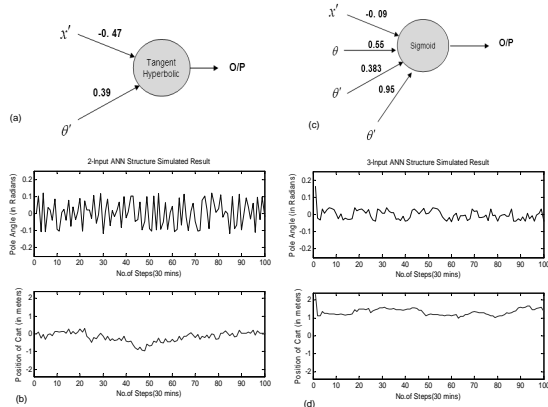 (a)
x'
-0. 47
Tangent
Hyperbolic
O/P
0.39
θ'
(c)
x'
-0. 09
θ
0.55
0.383
Sigmoid
O/P
θ'
0.95
θ'
2-Input ANN Structure Simulated Result
Pole Angle (in Radians)
0.2
0.1
0
-0.1
-0.2
0 10 20 30 40 50 60 70 80 90 100
No.of Steps(30 mins)
Position of Cart (in meters)
2
1
0
-1
-2
0 10 20 30 40 50 60 70 80 90 100
No.of Steps(30 mins)
(b)
3-Input ANN Structure Simulated Result
Pole Angle (in Radians)
0.2
0.1
0
-0.1
-0.2
0 10 20 30 40 50 60 70 80 90 100
No.of Steps(30 mins)
Position of Cart (in meters)
2
1
0
-1
-2
0 10 20 30 40 50 60 70 80 90 100
No.of Steps(30 mins)
(d)